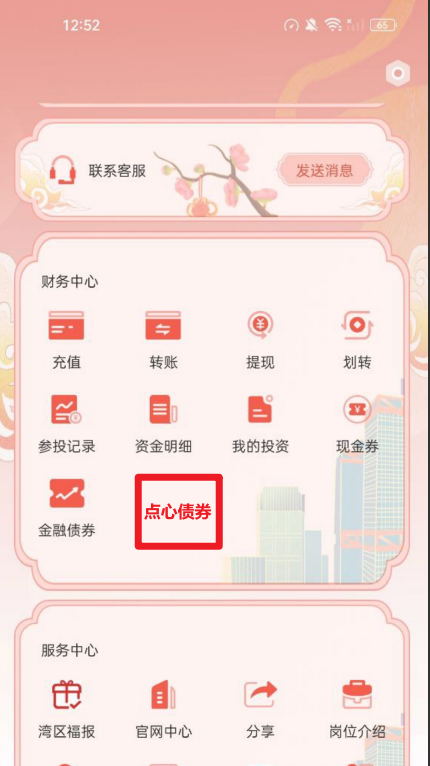 12:52
65
联系客服
发送消息
财务中心
充值 转账 提现 划转
参投记录 资金明细 我的投资 现金券
金融债券 点心债券
服务中心
湾区福报 官网中心 分享 岗位介绍